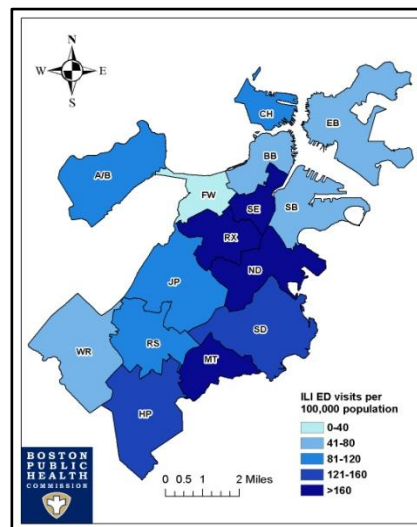 N
W E
S
CH
EB
A/B
BB
FW
SE
SB
RX
ND
JP
WR
RS
SD
MT
HP
ILI ED visits per
100,000 population
0-40
41-80
81-120
121-160
>160
BOSTON
PUBLIC
HEALTH
COMMISSION
0 0.5 1 2 Miles